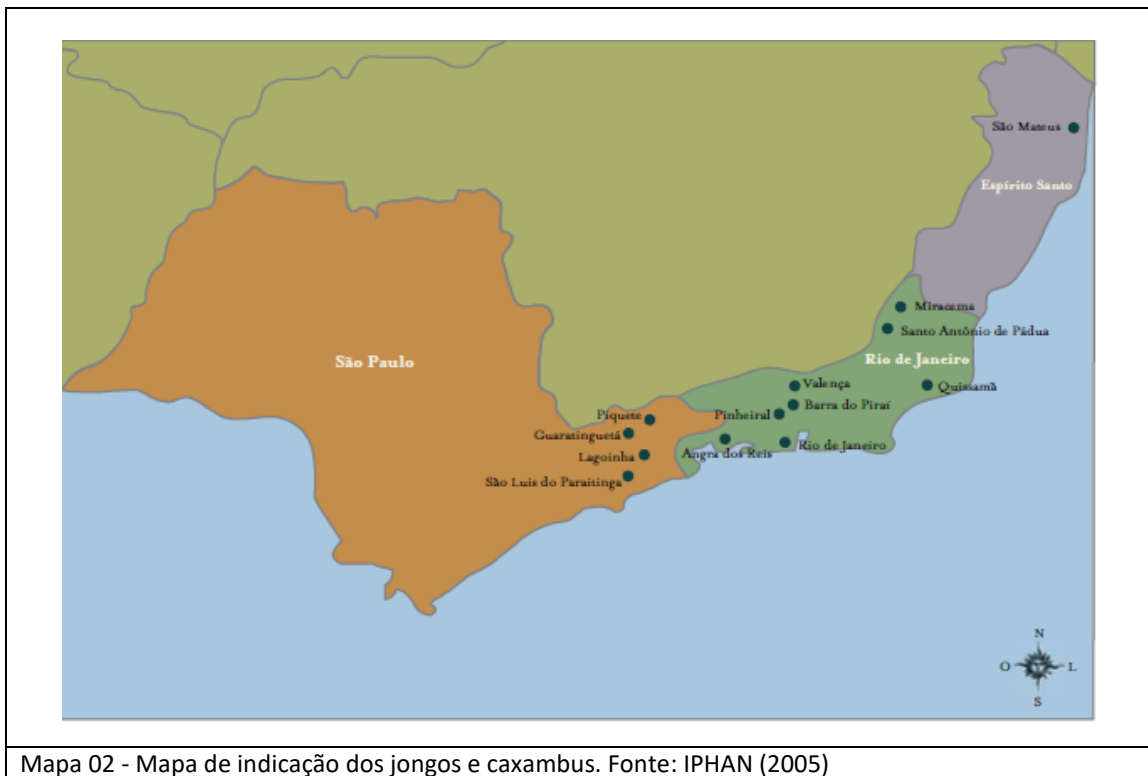 São Mateus
Espírito Santo
Miracema
Santo Antônio de Pádua
São Paulo
Rio de Janeiro
Valença
Quissamã
Barra do Piraí
Piquete
Pinheiral
Guaratinguetá
Rio de Janeiro
Lagoinha
Angra dos Reis
São Luis do Paraitinga
N
O
L
S
Mapa 02 - Mapa de indicação dos jongos e caxambus. Fonte: IPHAN (2005)